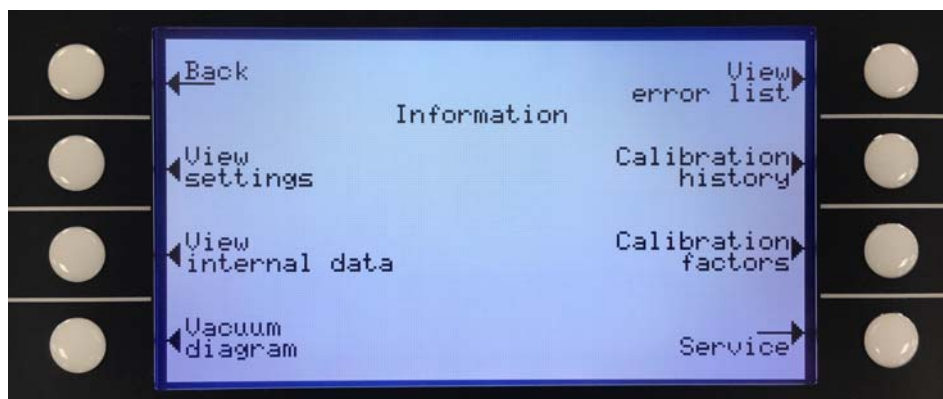 Back
View
error list
Information
View
settings
Calibration
history
View
internal data
Calibration
factors
Vacuum
diagram
Service